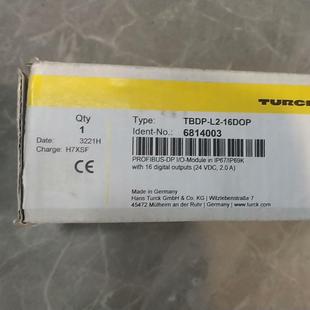 TURCK
Qty
1
Date: 3221H
Charge: H7XSF
CE
Type: TBDP-L2-16DOP
Ident-No.: 6814003
PROFIBUS-DP I/O-Module in IP67/IP69K
with 16 digital outputs (24 VDC, 2.0 A)
Made in Germany
Hans Turck GmbH & Co. KG | Witzlebenstraße 7
45472 Mülheim an der Ruhr | Germany | www.turck.com